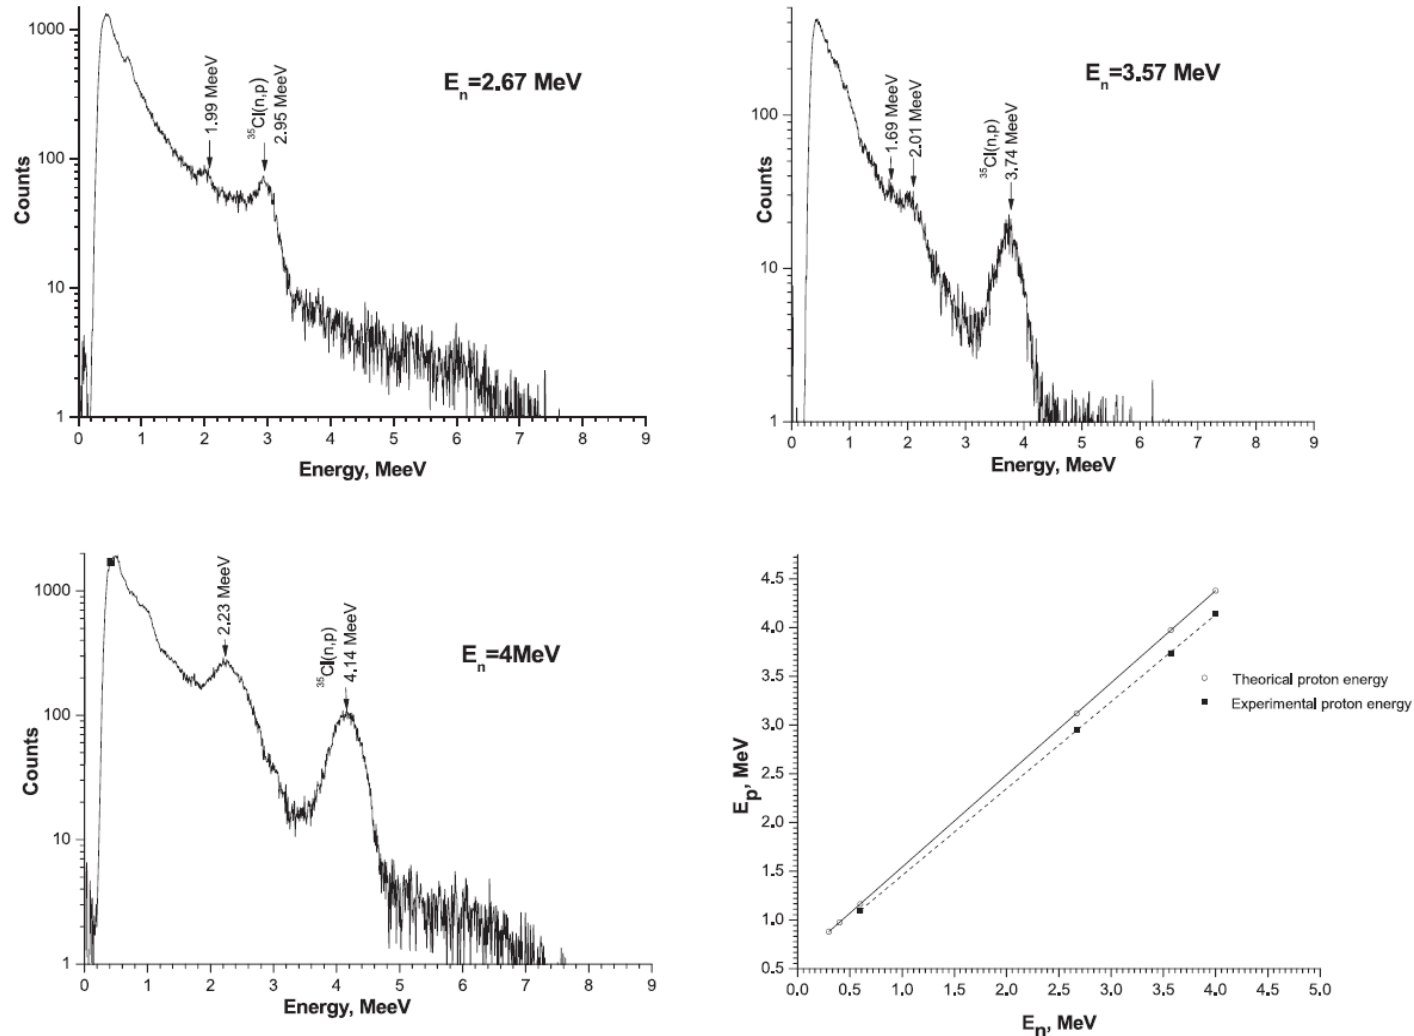 1000
100
10
1
Counts
1.99 MeeV
³⁵Cl(n,p)
2.95 MeeV
Eₙ=2.67 MeV
0 1 2 3 4 5 6 7 8 9
Energy, MeeV
100
10
1
Counts
1.69 MeeV
2.01 MeeV
³⁵Cl(n,p)
3.74 MeeV
Eₙ=3.57 MeV
0 1 2 3 4 5 6 7 8 9
Energy, MeeV
1000
100
10
1
Counts
2.23 MeeV
³⁵Cl(n,p)
4.14 MeeV
Eₙ=4MeV
0 1 2 3 4 5 6 7 8 9
Energy, MeeV
4.5
4.0
3.5
3.0
2.5
2.0
1.5
1.0
0.5
Eₚ, MeV
Theorical proton energy
Experimental proton energy
0.0 0.5 1.0 1.5 2.0 2.5 3.0 3.5 4.0 4.5 5.0
Eₙ, MeV